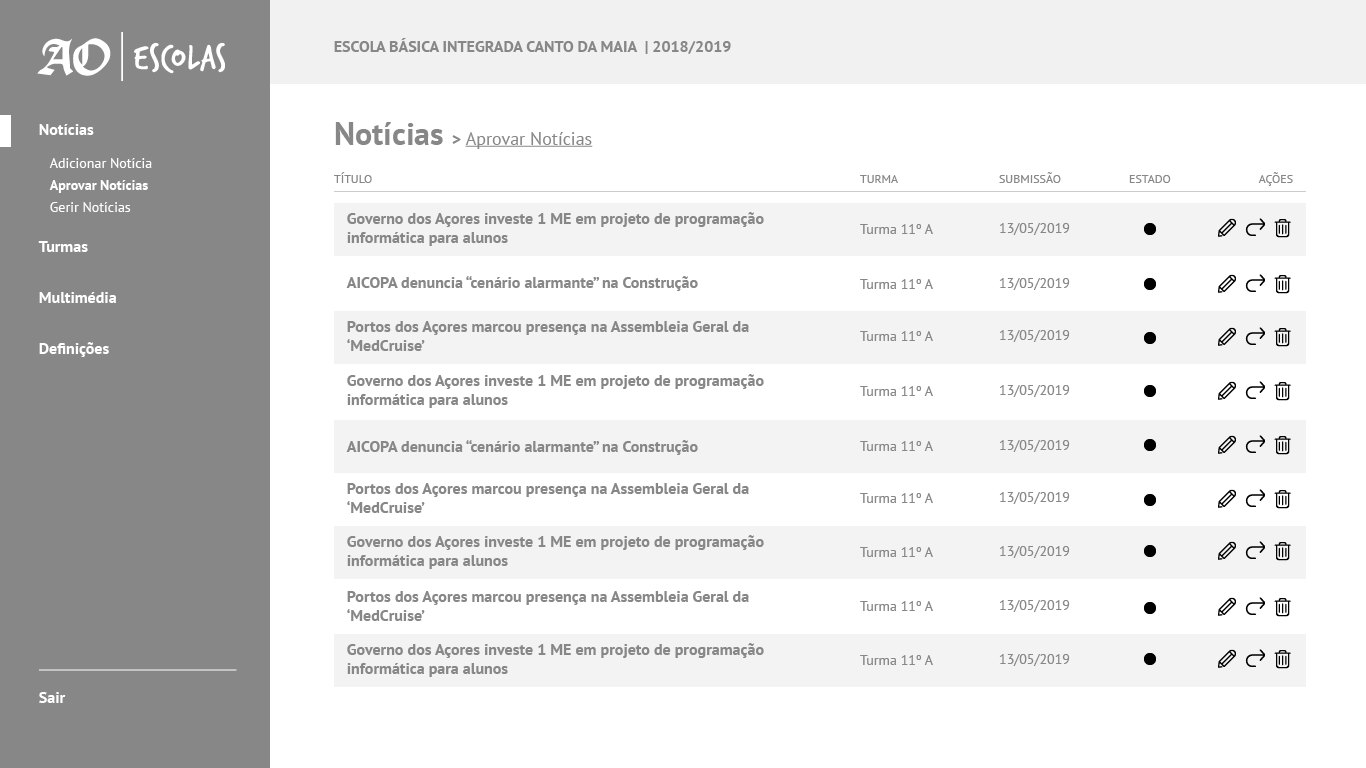 AO | ESCOLAS
ESCOLA BÁSICA INTEGRADA CANTO DA MAIA | 2018/2019
Notícias
Adicionar Notícia
Aprovar Notícias
Gerir Notícias
Turmas
Multimédia
Definições
Sair
Notícias > Aprovar Notícias
TÍTULO TURMA SUBMISSÃO ESTADO AÇÕES
Governo dos Açores investe 1 ME em projeto de programação
informática para alunos
Turma 11º A 13/05/2019
AICOPA denuncia “cenário alarmante” na Construção Turma 11º A 13/05/2019
Portos dos Açores marcou presença na Assembleia Geral da
‘MedCruise’
Turma 11º A 13/05/2019
Governo dos Açores investe 1 ME em projeto de programação
informática para alunos
Turma 11º A 13/05/2019
AICOPA denuncia “cenário alarmante” na Construção Turma 11º A 13/05/2019
Portos dos Açores marcou presença na Assembleia Geral da
‘MedCruise’
Turma 11º A 13/05/2019
Governo dos Açores investe 1 ME em projeto de programação
informática para alunos
Turma 11º A 13/05/2019
Portos dos Açores marcou presença na Assembleia Geral da
‘MedCruise’
Turma 11º A 13/05/2019
Governo dos Açores investe 1 ME em projeto de programação
informática para alunos
Turma 11º A 13/05/2019